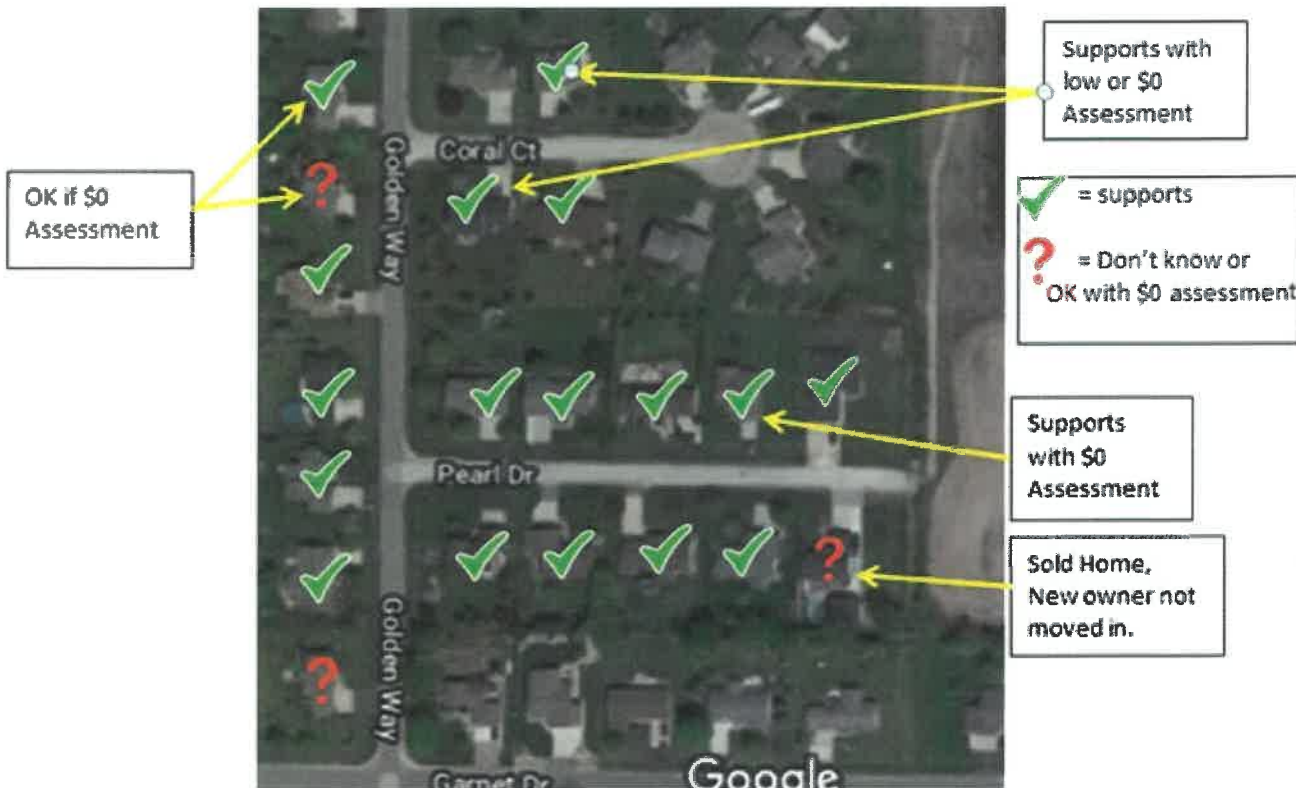 Supports with
low or $0
Assessment
Coral Ct
Golden Way
OK if $0
Assessment
= supports
? = Don't know or
OK with $0 assessment
?
Supports
with $0
Assessment
Pearl Dr
?
Sold Home,
New owner not
moved in.
Golden Way
?
Garnet Dr
Google